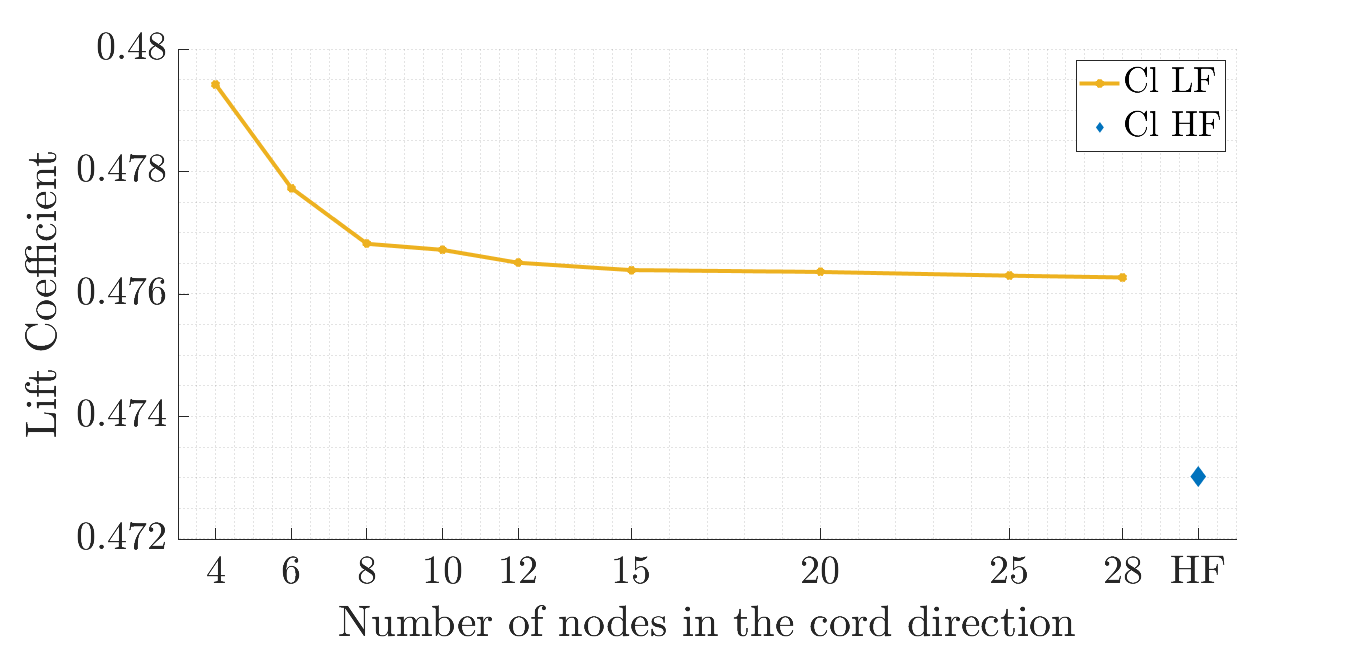 0.48
0.478
0.476
0.474
0.472
Lift Coefficient
Cl LF
Cl HF
4 6 8 10 12 15 20 25 28 HF
Number of nodes in the cord direction